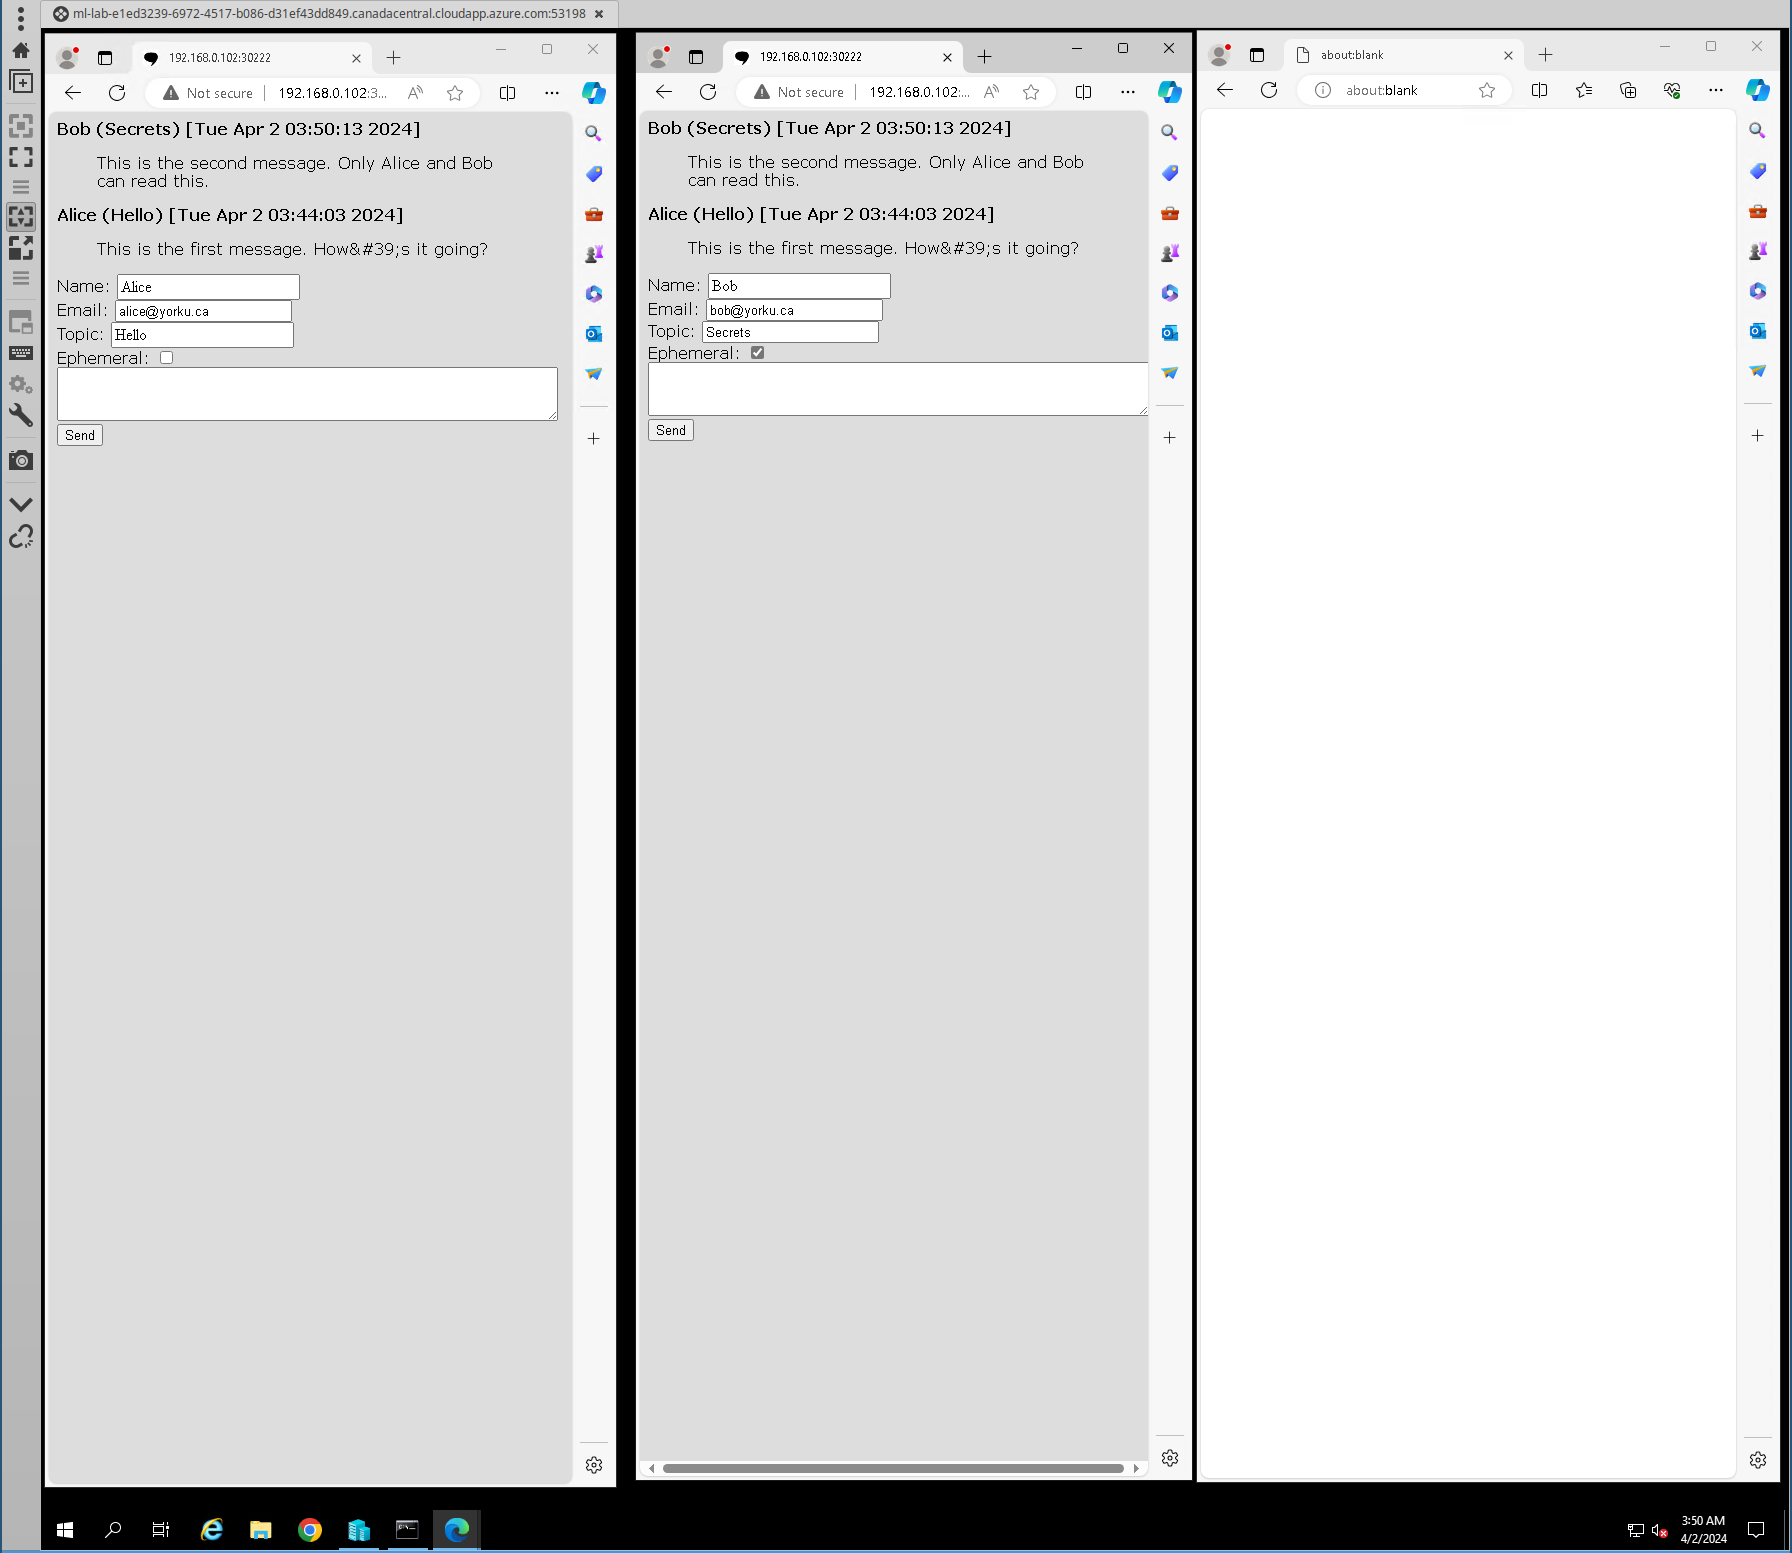 ml-lab-e1ed3239-6972-4517-b086-d31ef43dd849.canadacentral.cloudapp.azure.com:53198
192.168.0.102:30222
Not secure
192.168.0.102:3...
Bob (Secrets) [Tue Apr 2 03:50:13 2024]
This is the second message. Only Alice and Bob
can read this.
Alice (Hello) [Tue Apr 2 03:44:03 2024]
This is the first message. How&#39;s it going?
Name: Alice
Email: alice@yorku.ca
Topic: Hello
Ephemeral:
Send
192.168.0.102:30222
Not secure
192.168.0.102:...
Bob (Secrets) [Tue Apr 2 03:50:13 2024]
This is the second message. Only Alice and Bob
can read this.
Alice (Hello) [Tue Apr 2 03:44:03 2024]
This is the first message. How&#39;s it going?
Name: Bob
Email: bob@yorku.ca
Topic: Secrets
Ephemeral:
Send
about:blank
about:blank
3:50 AM
4/2/2024